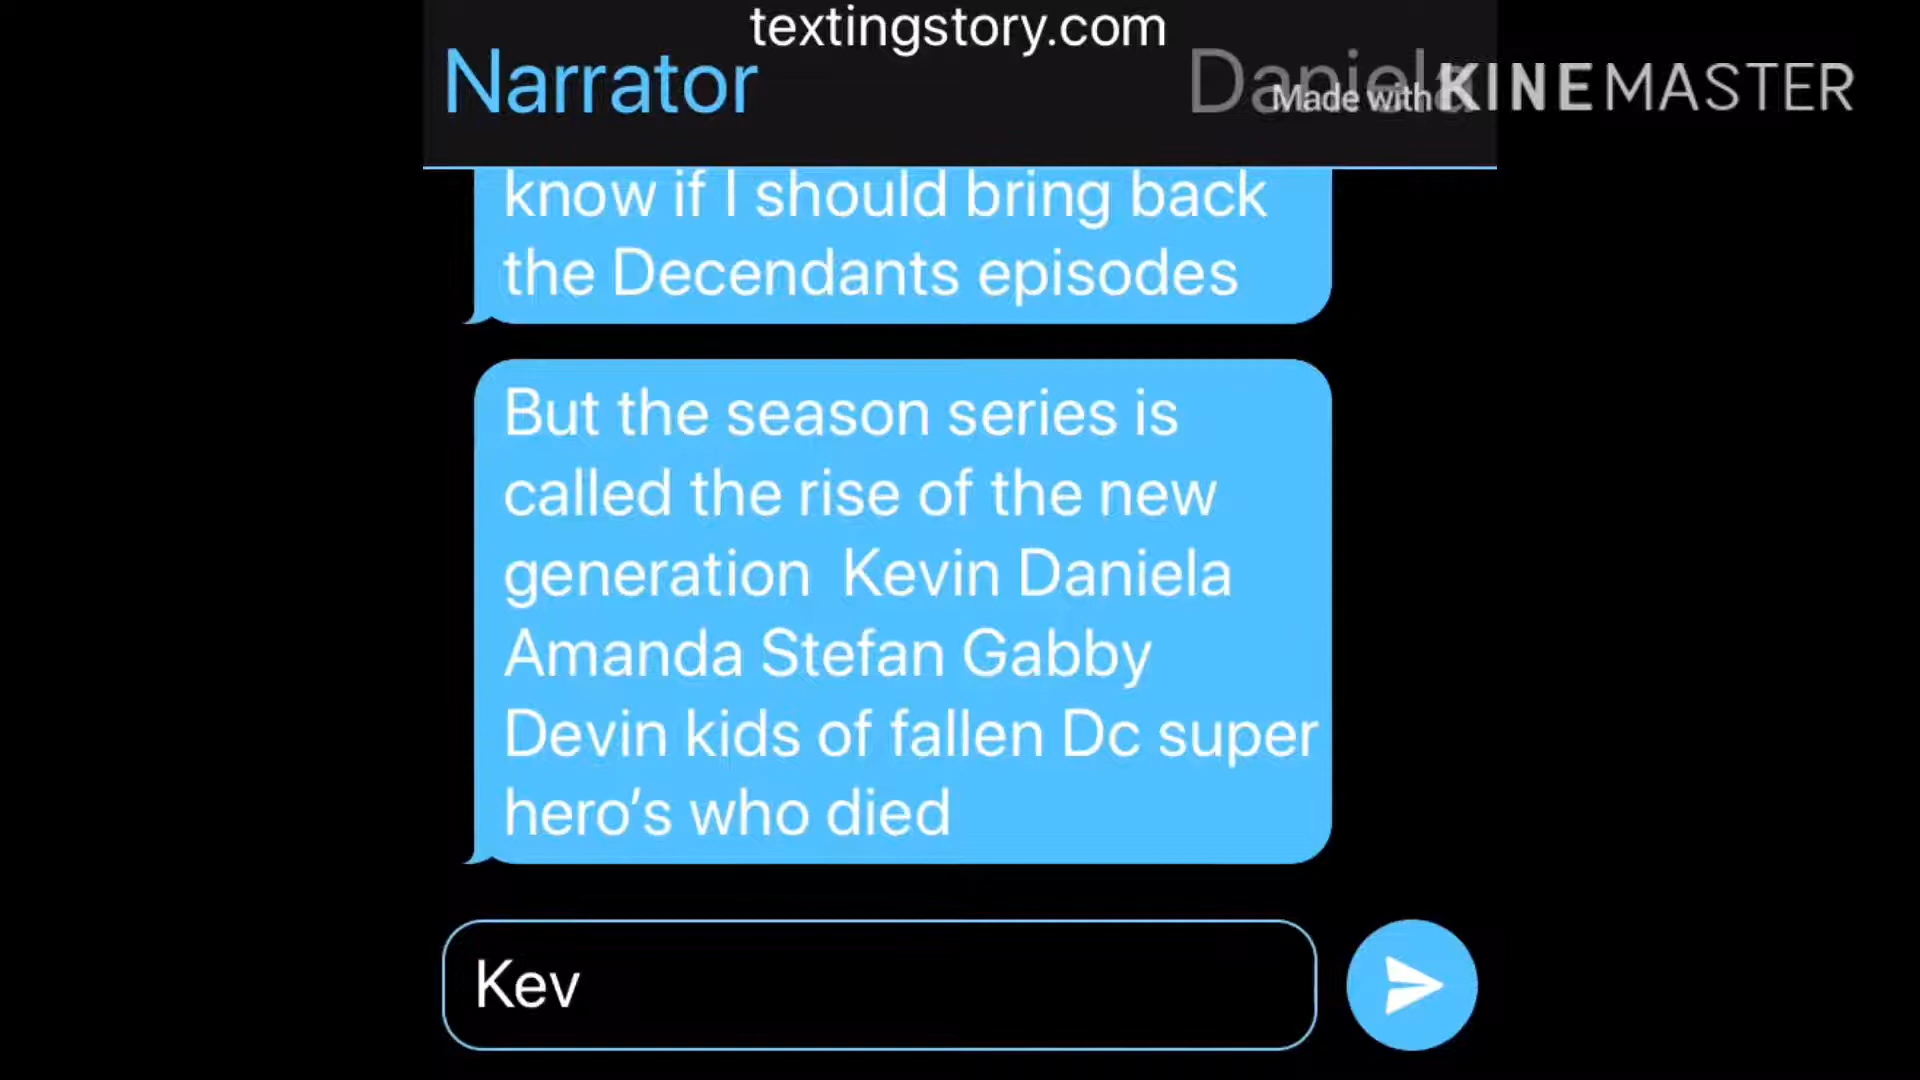 textingstory.com
Narrator
Daniela
Made with KINEMASTER
know if I should bring back
the Decendants episodes
But the season series is
called the rise of the new
generation  Kevin Daniela
Amanda Stefan Gabby
Devin kids of fallen Dc super
hero’s who died
Kev